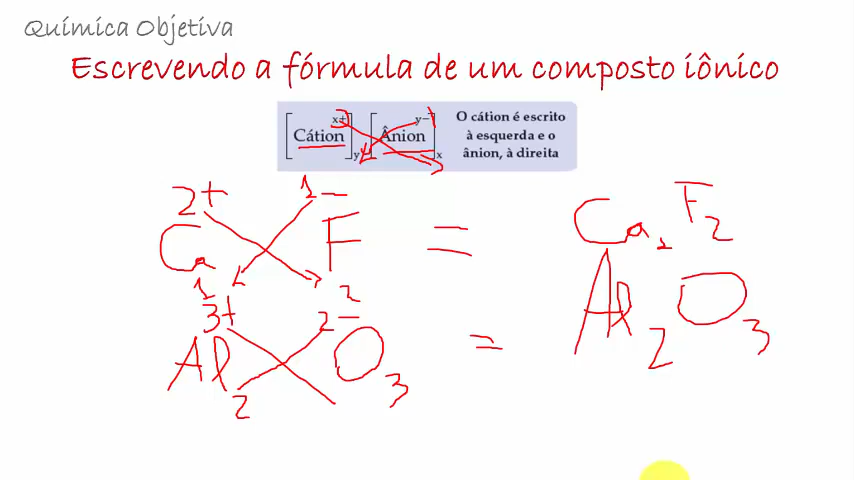 Química Objetiva
Escrevendo a fórmula de um composto iônico
[Cátion x+]y [Ânion y-]x O cátion é escrito
à esquerda e o
ânion, à direita
2+ 1-
Ca F = Ca1 F2
1 2
3+ 2-
Al O = Al2 O3
2 3